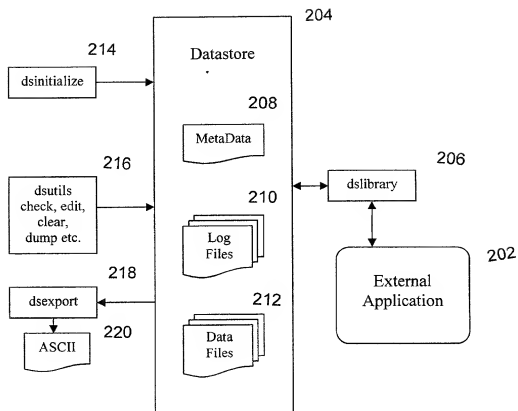 204
214
Datastore
dsinitialize
208
MetaData
216
206
dslibrary
dsutils
check, edit,
clear,
dump etc.
210
Log
Files
202
External
Application
218
dsexport
212
Data
Files
220
ASCII